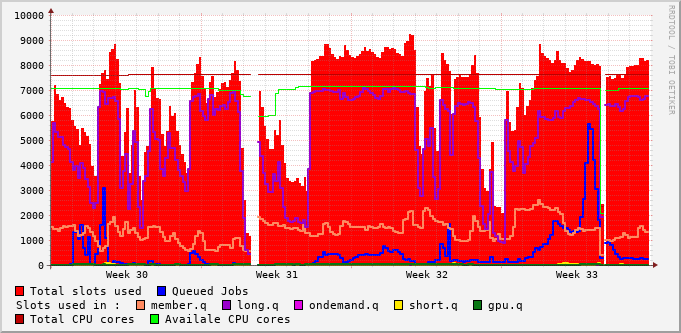 10000
9000
8000
7000
6000
5000
4000
3000
2000
1000
0
Week 30 Week 31 Week 32 Week 33
Total slots used Queued Jobs
Slots used in : member.q long.q ondemand.q short.q gpu.q
Total CPU cores Availale CPU cores
RRDTOOL / TOBI OETIKER